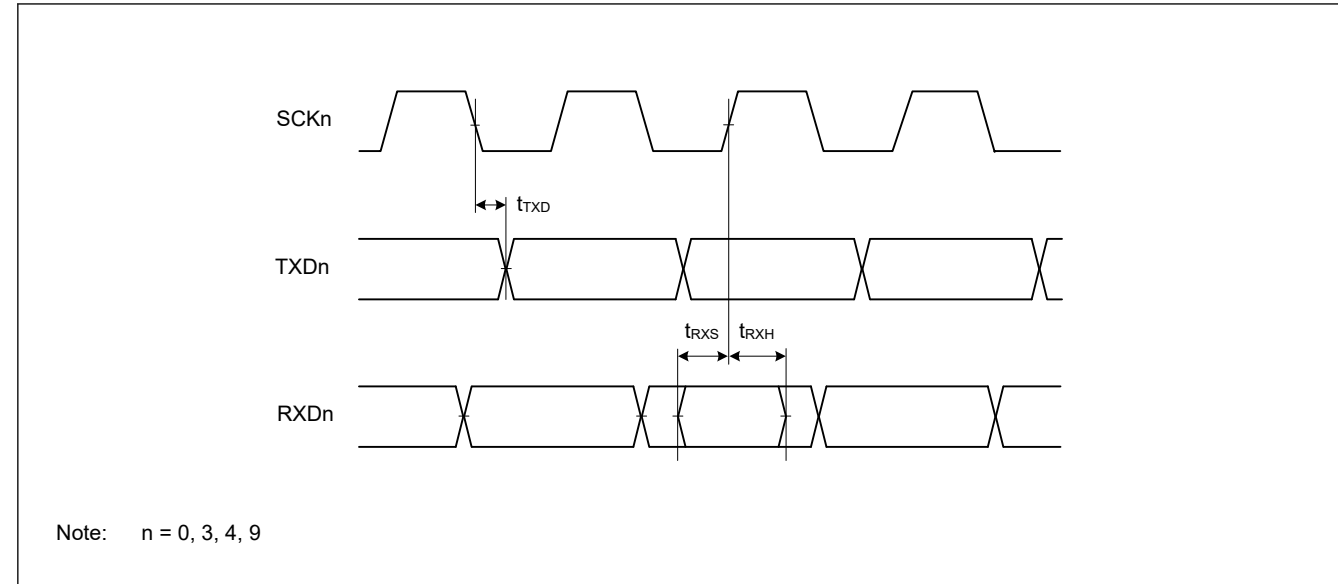 SCKn
tTXD
TXDn
tRXS tRXH
RXDn
Note: n = 0, 3, 4, 9